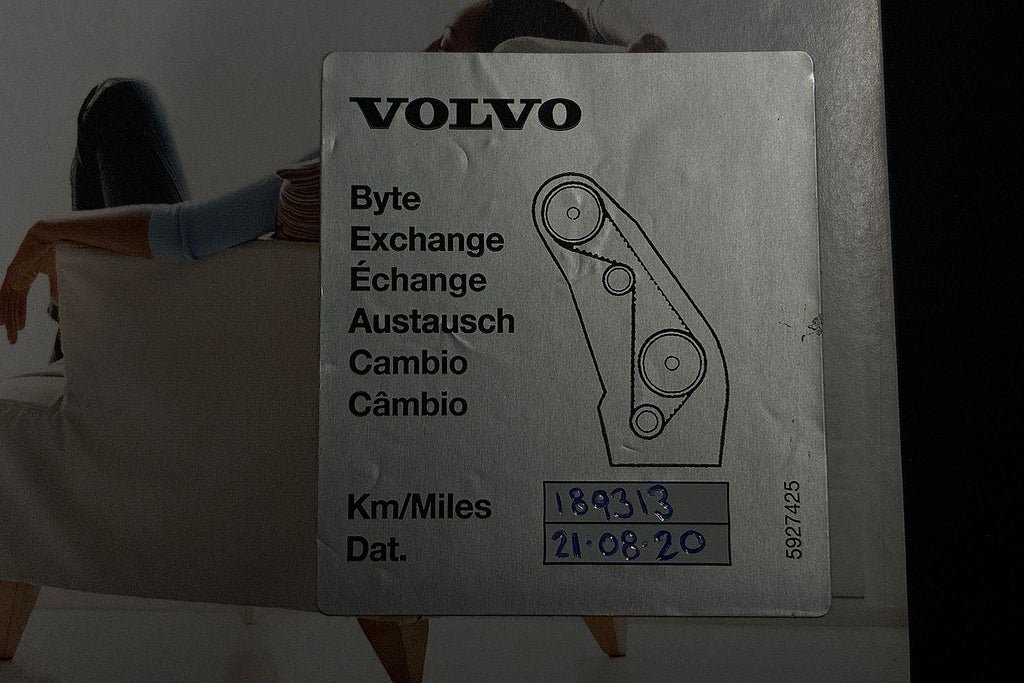 VOLVO
Byte
Exchange
Échange
Austausch
Cambio
Câmbio
Km/Miles 189313
Dat. 21.08.20
5927425